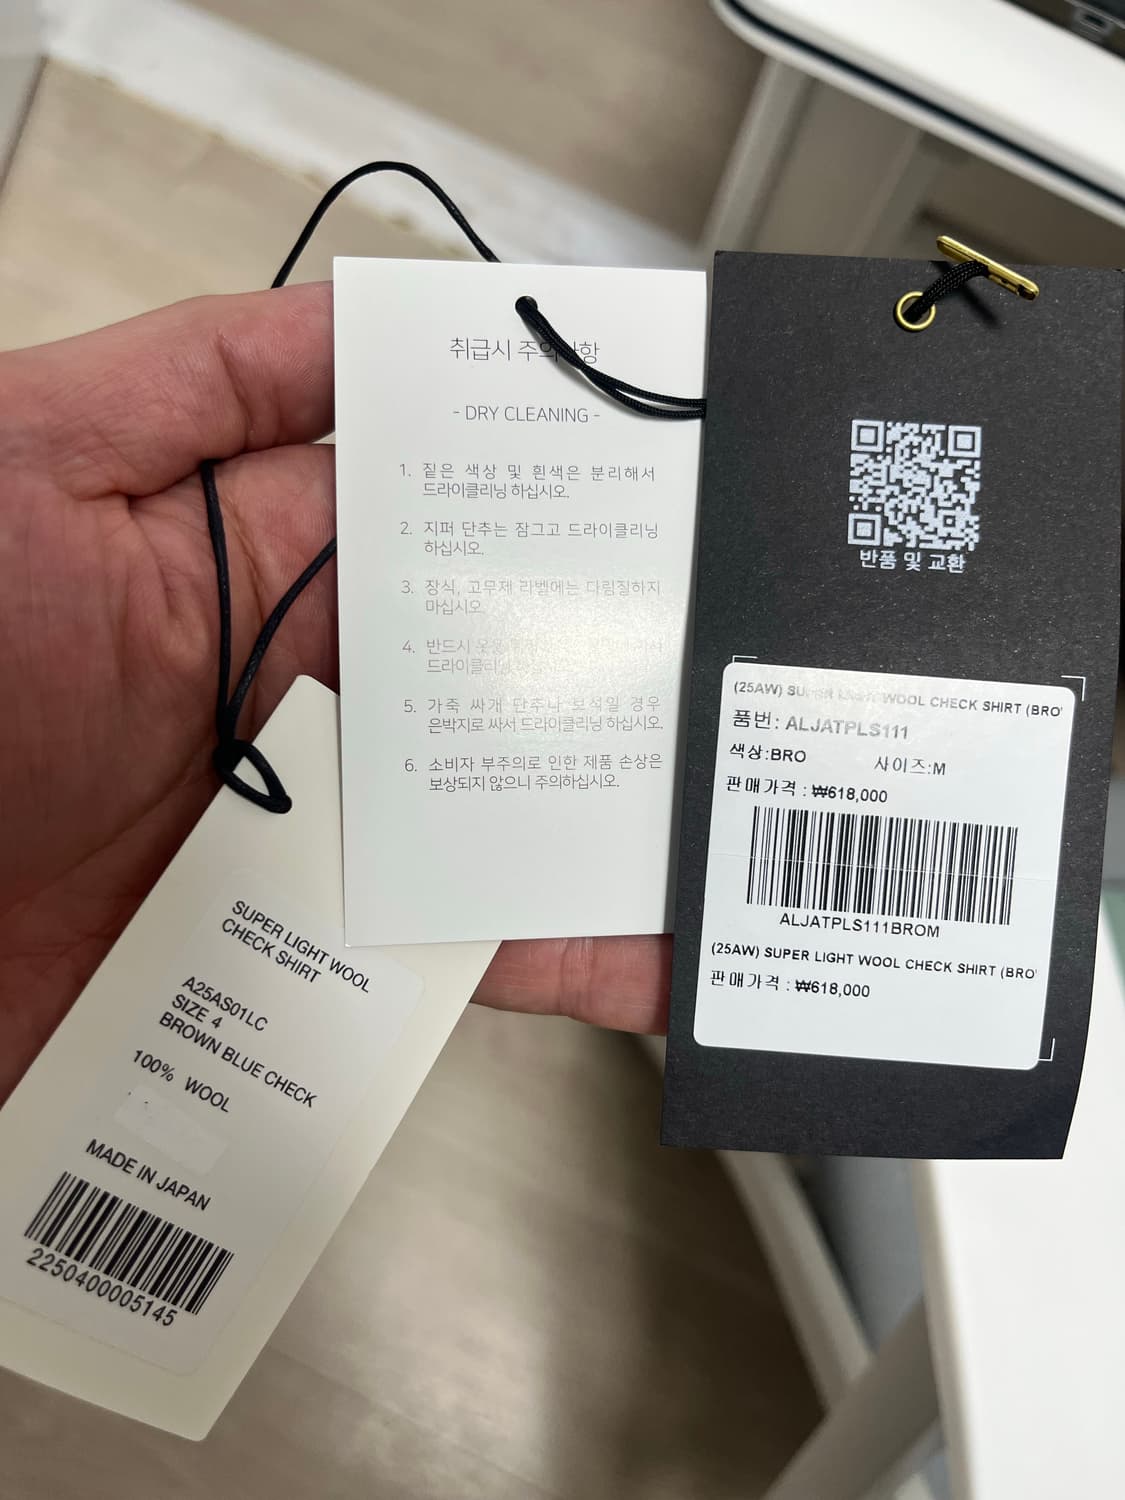 취급시 주의사항
- DRY CLEANING -
1. 짙은 색상 및 흰색은 분리해서
드라이클리닝 하십시오.
2. 지퍼 단추는 잠그고 드라이클리닝
하십시오.
3. 장식, 고무제 라벨에는 다림질하지
마십시오.
4. 반드시
드라이클리닝 하십시오.
5. 가죽 싸개 단추나 보석일 경우
은박지로 싸서 드라이클리닝 하십시오.
6. 소비자 부주의로 인한 제품 손상은
보상되지 않으니 주의하십시오.
반품 및 교환
(25AW) SUPER LIGHT WOOL CHECK SHIRT (BRO
품번: ALJATPLS111
색상:BRO 사이즈:M
판매가격 : ₩618,000
ALJATPLS111BROM
(25AW) SUPER LIGHT WOOL CHECK SHIRT (BRO
판매가격 : ₩618,000
SUPER LIGHT WOOL
CHECK SHIRT
A25AS01LC
SIZE 4
BROWN BLUE CHECK
100% WOOL
MADE IN JAPAN
2250400005145